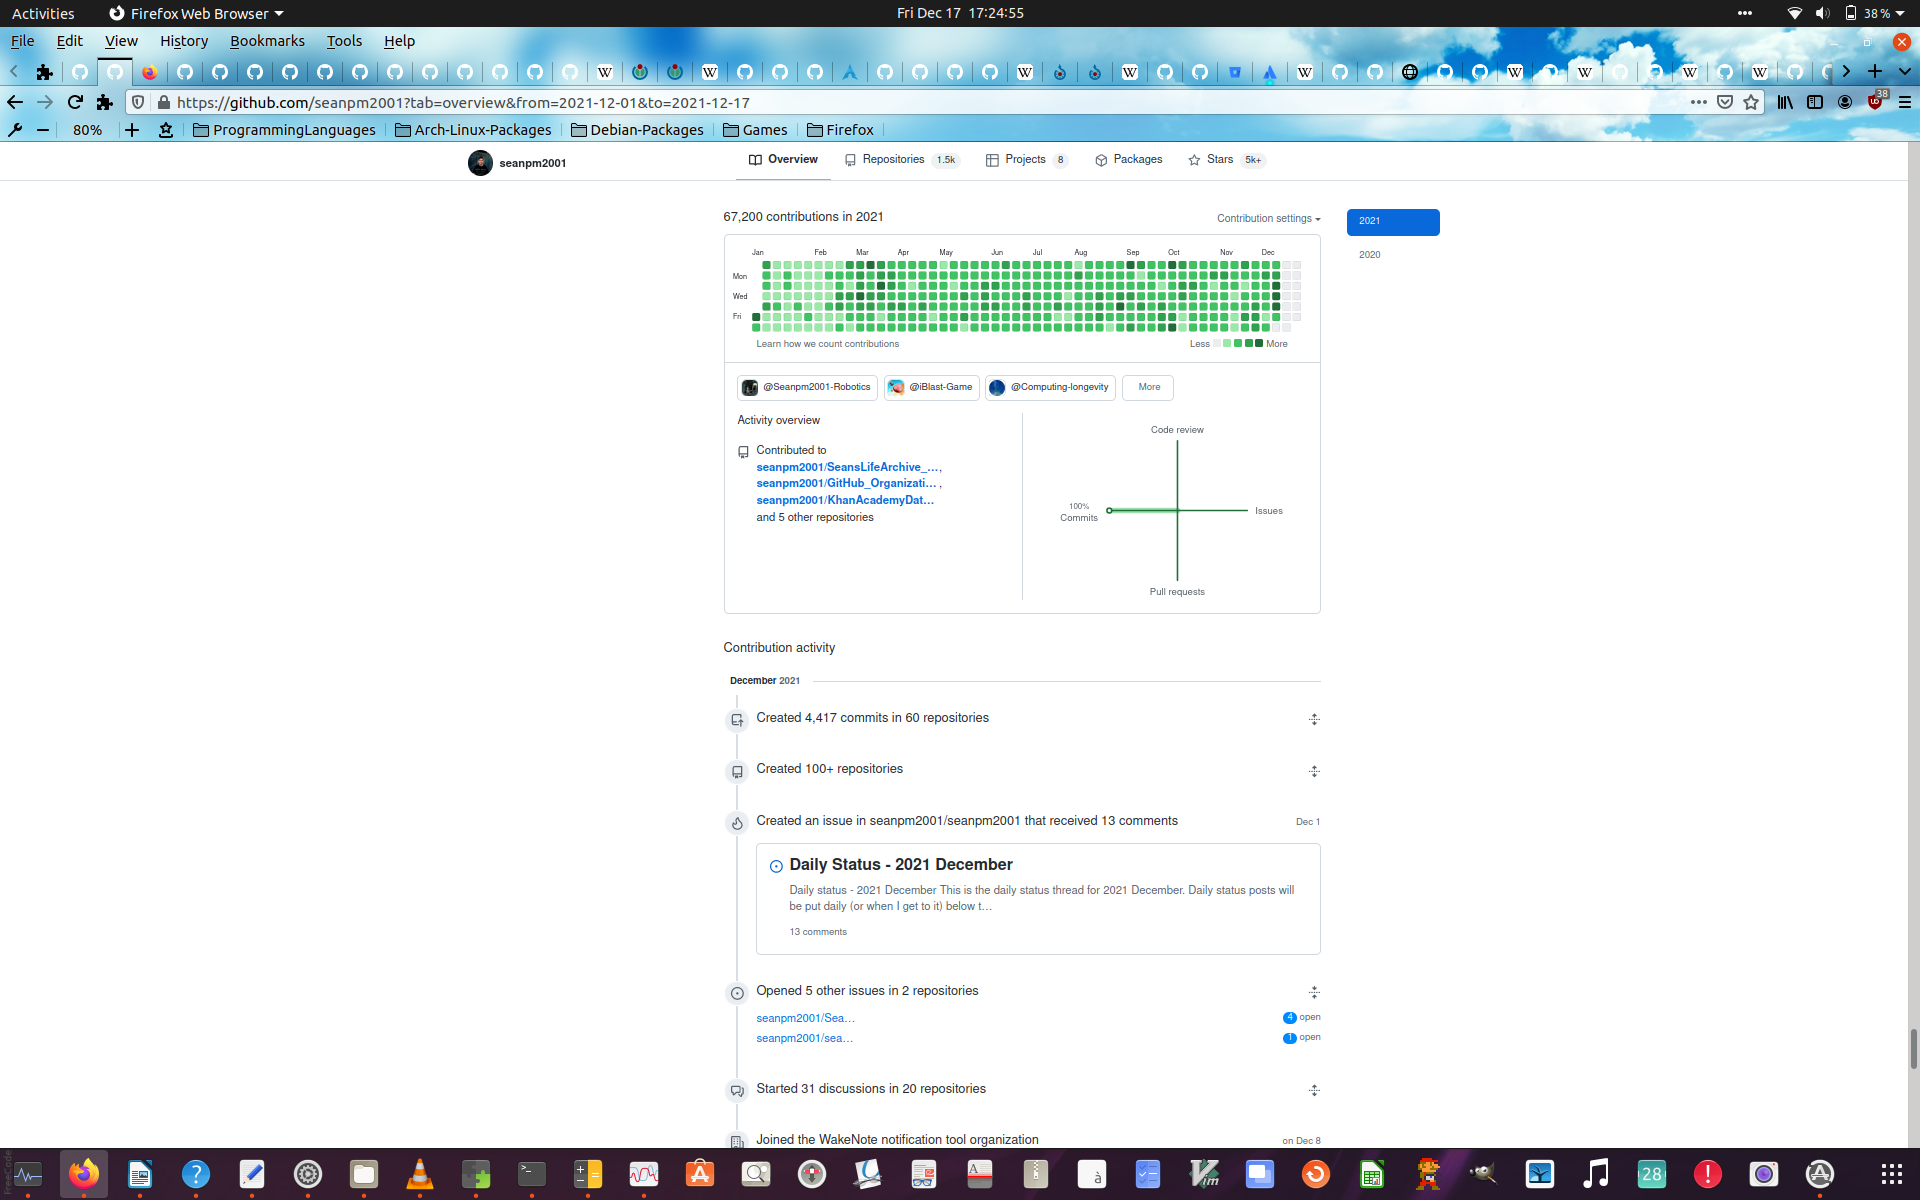 Activities
Firefox Web Browser
Fri Dec 17 17:24:55
38 %
File Edit View History Bookmarks Tools Help
https://github.com/seanpm2001?tab=overview&from=2021-12-01&to=2021-12-17
38
80%
ProgrammingLanguages
Arch-Linux-Packages
Debian-Packages
Games
Firefox
seanpm2001
Overview
Repositories 1.5k
Projects 8
Packages
Stars 5k+
67,200 contributions in 2021
Contribution settings
2021
2020
Jan Feb Mar Apr May Jun Jul Aug Sep Oct Nov Dec
Mon
Wed
Fri
Learn how we count contributions
Less More
@Seanpm2001-Robotics
@iBlast-Game
@Computing-longevity
More
Activity overview
Contributed to
seanpm2001/SeansLifeArchive_…,
seanpm2001/GitHub_Organizati… ,
seanpm2001/KhanAcademyDat…
and 5 other repositories
Code review
100%
Commits
Issues
Pull requests
Contribution activity
December 2021
Created 4,417 commits in 60 repositories
Created 100+ repositories
Created an issue in seanpm2001/seanpm2001 that received 13 comments
Dec 1
Daily Status - 2021 December
Daily status - 2021 December This is the daily status thread for 2021 December. Daily status posts will
be put daily (or when I get to it) below t…
13 comments
Opened 5 other issues in 2 repositories
seanpm2001/Sea…
4 open
seanpm2001/sea…
1 open
Started 31 discussions in 20 repositories
Joined the WakeNote notification tool organization
on Dec 8
28